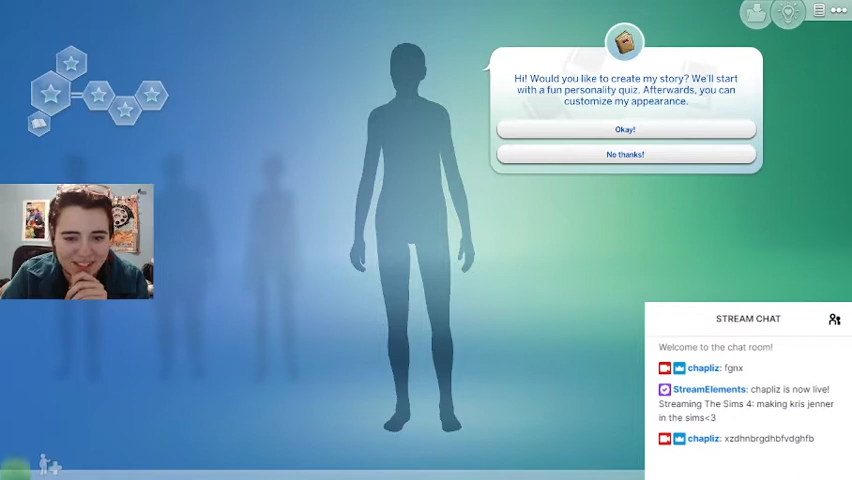 Hi! Would you like to create my story? We'll start
with a fun personality quiz. Afterwards, you can
customize my appearance.
Okay!
No thanks!
STREAM CHAT
Welcome to the chat room!
chapliz: fgnx
StreamElements: chapliz is now live!
Streaming The Sims 4: making kris jenner
in the sims<3
chapliz: xzdhnbrgdhbfvdghfb